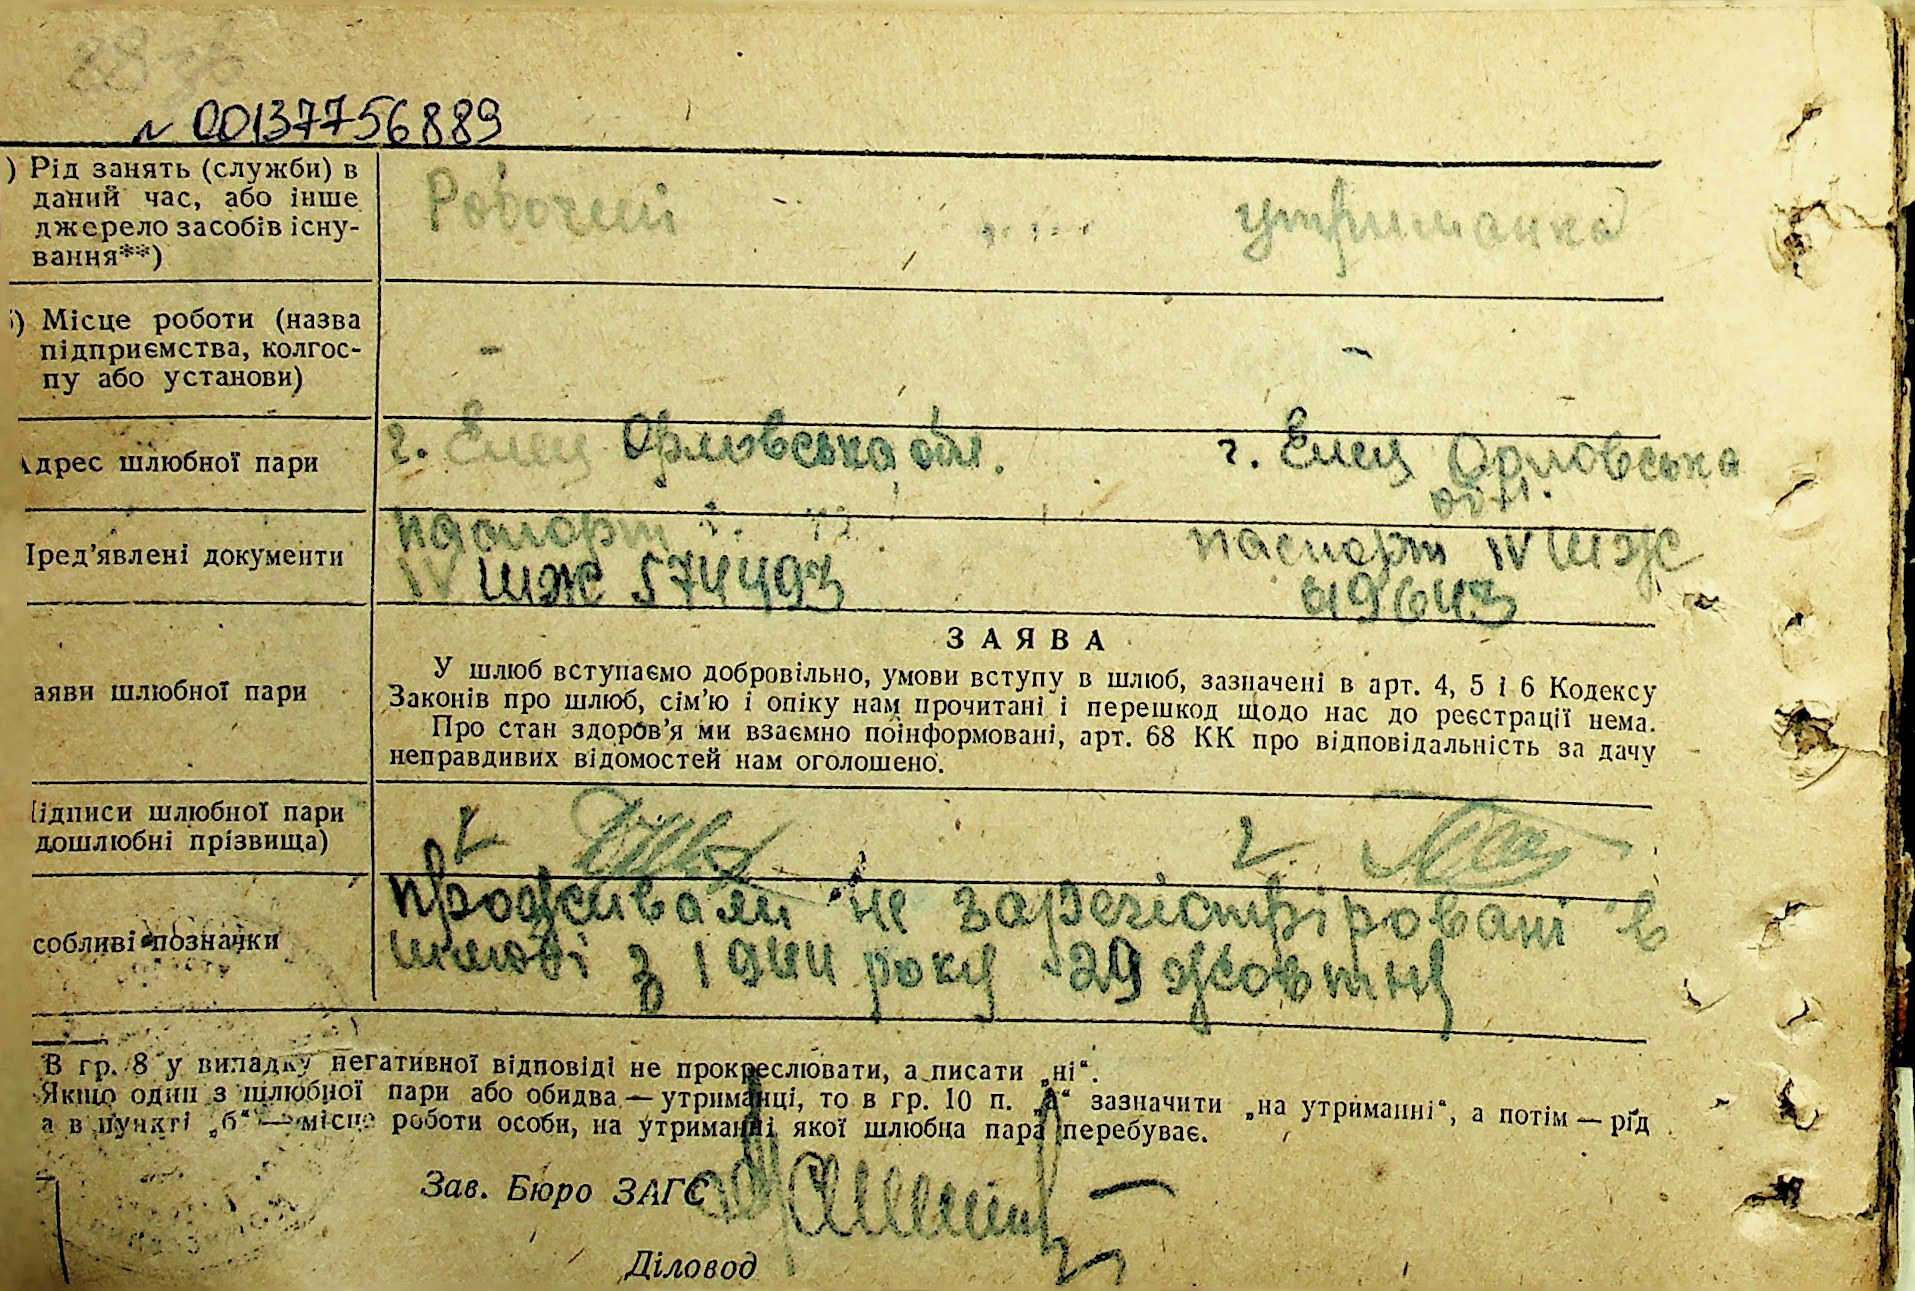 N 00137756889
) Рід занять (служби) в
даний час, або інше
джерело засобів існу-
вання**)
Робочий утриманка
) Місце роботи (назва
підприємства, колгос-
пу або установи)
- -
дрес шлюбної пари
г. Елец Орловська обл. г. Елец Орловська
обл.
ред’явлені документи
паспорт паспорт IV ШЖ
IV ШЖ 574493 419643
ЗАЯВА
аяви шлюбної пари
У шлюб вступаємо добровільно, умови вступу в шлюб, зазначені в арт. 4, 5 і 6 Кодексу
Законів про шлюб, сім’ю і опіку нам прочитані і перешкод щодо нас до реєстрації нема.
Про стан здоров’я ми взаємно поінформовані, арт. 68 КК про відповідальність за дачу
неправдивих відомостей нам оголошено.
ідписи шлюбної пари
дошлюбні прізвища)
собливі позначки
проживали не зарегістріровані в
шлюбі з 1944 року 29 жовтня
В гр. 8 у випадку негативної відповіді не прокреслювати, а писати „ні“.
Якщо один з шлюбної пари або обидва — утриманці, то в гр. 10 п. „а“ зазначити „на утриманні“, а потім — рід
а в пункті „б“ — місце роботи особи, на утриманні якої шлюбна пара перебуває.
Зав. Бюро ЗАГС
Діловод